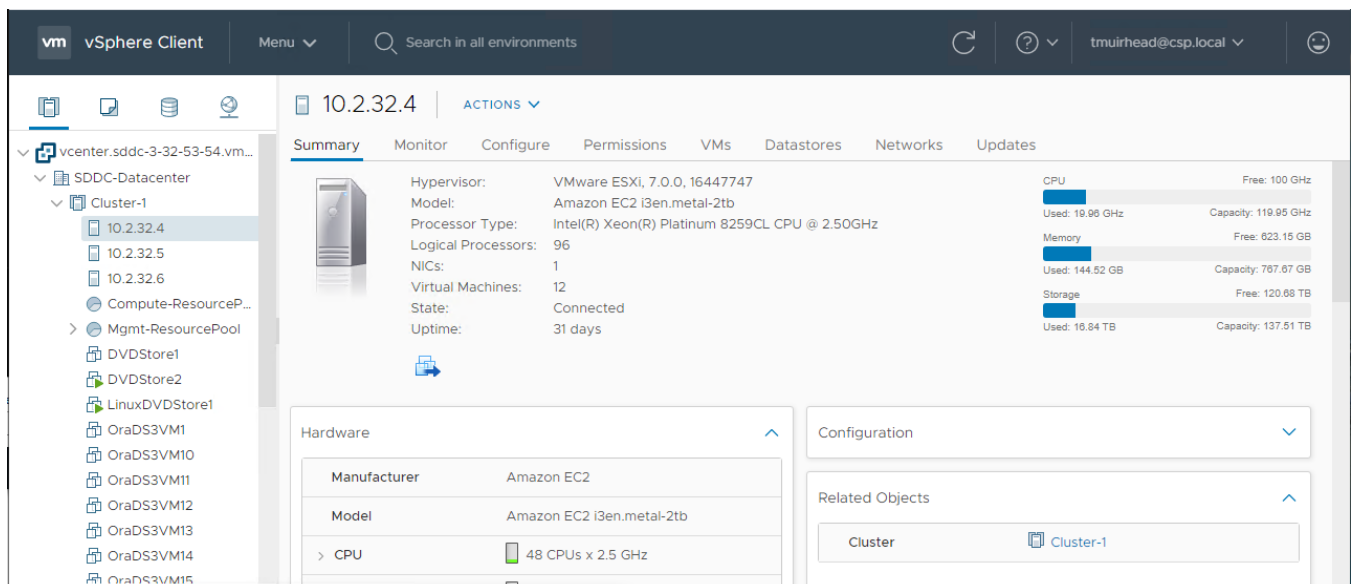 vm vSphere Client Menu Search in all environments tmuirhead@csp.local
10.2.32.4 ACTIONS
Summary Monitor Configure Permissions VMs Datastores Networks Updates
vcenter.sddc-3-32-53-54.vm...
SDDC-Datacenter
Cluster-1
10.2.32.4
10.2.32.5
10.2.32.6
Compute-ResourceP...
Mgmt-ResourcePool
DVDStore1
DVDStore2
LinuxDVDStore1
OraDS3VM1
OraDS3VM10
OraDS3VM11
OraDS3VM12
OraDS3VM13
OraDS3VM14
OraDS3VM15
Hypervisor: VMware ESXi, 7.0.0, 16447747
Model: Amazon EC2 i3en.metal-2tb
Processor Type: Intel(R) Xeon(R) Platinum 8259CL CPU @ 2.50GHz
Logical Processors: 96
NICs: 1
Virtual Machines: 12
State: Connected
Uptime: 31 days
CPU Free: 100 GHz
Used: 19.96 GHz Capacity: 119.95 GHz
Memory Free: 623.15 GB
Used: 144.52 GB Capacity: 767.67 GB
Storage Free: 120.68 TB
Used: 16.84 TB Capacity: 137.51 TB
Hardware
Manufacturer Amazon EC2
Model Amazon EC2 i3en.metal-2tb
CPU 48 CPUs x 2.5 GHz
Configuration
Related Objects
Cluster Cluster-1